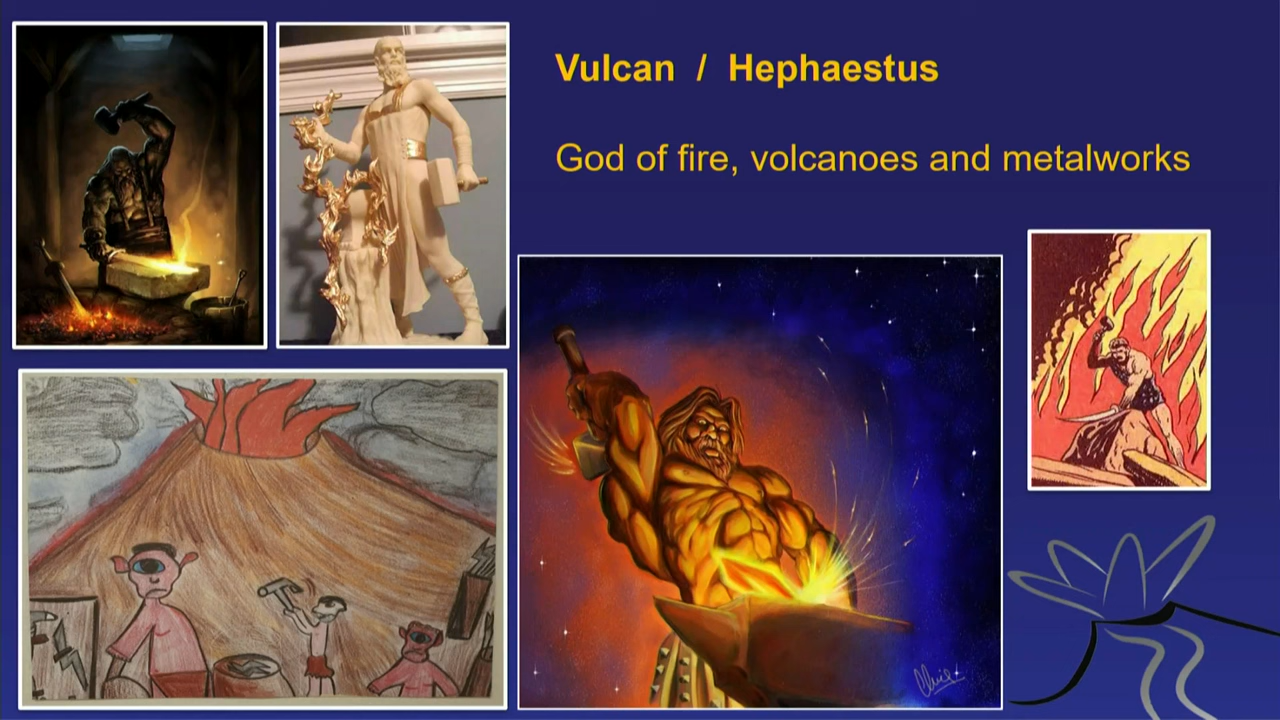 Vulcan / Hephaestus
God of fire, volcanoes and metalworks